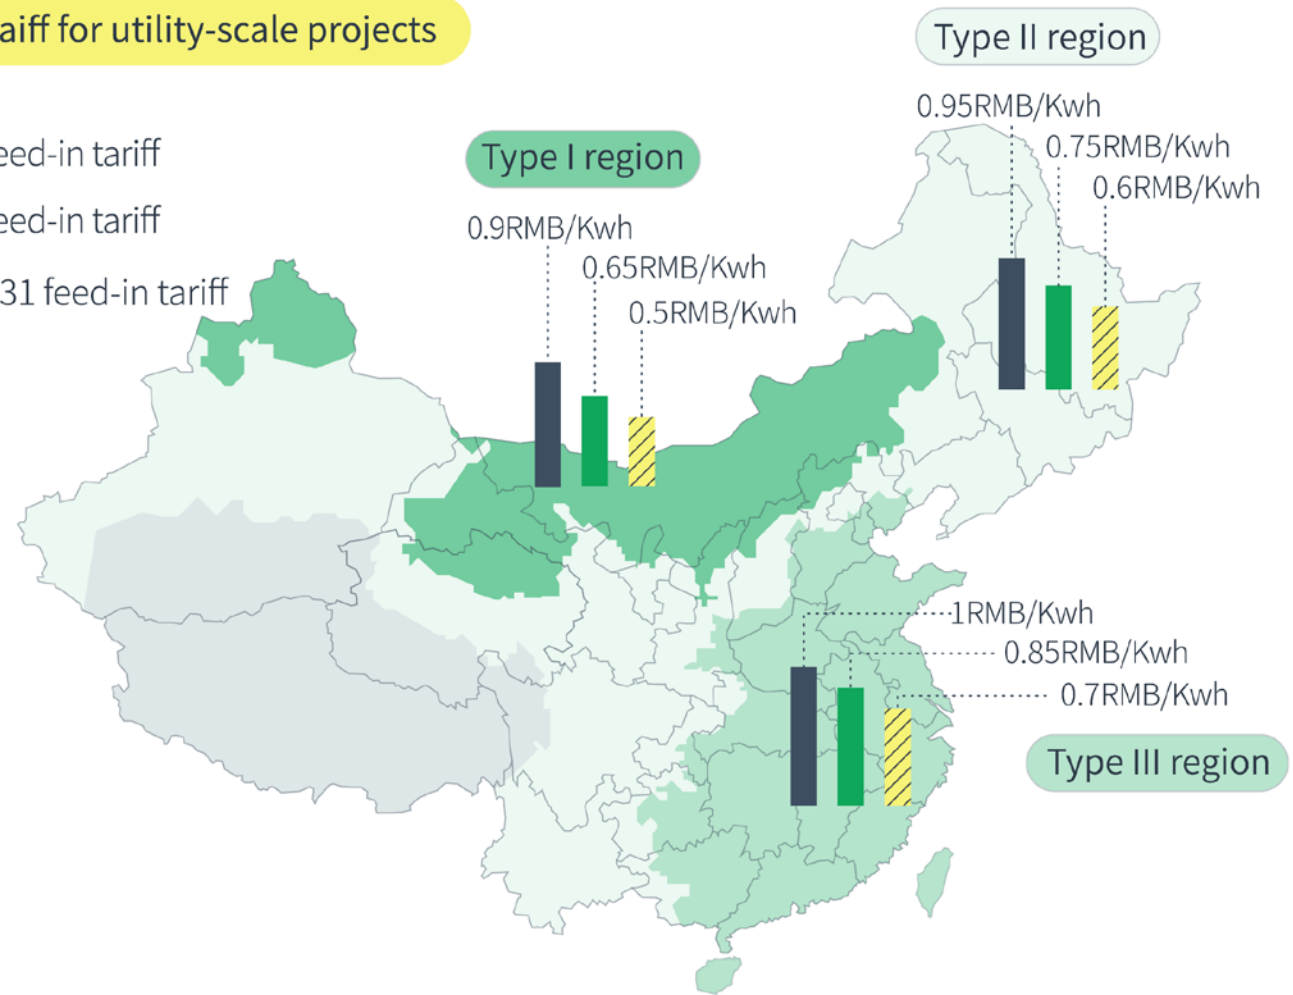 aiff for utility-scale projects
Type II region
0.95RMB/Kwh
0.75RMB/Kwh
0.6RMB/Kwh
eed-in tariff
Type I region
eed-in tariff
0.9RMB/Kwh
0.65RMB/Kwh
31 feed-in tariff
0.5RMB/Kwh
1RMB/Kwh
0.85RMB/Kwh
0.7RMB/Kwh
Type III region